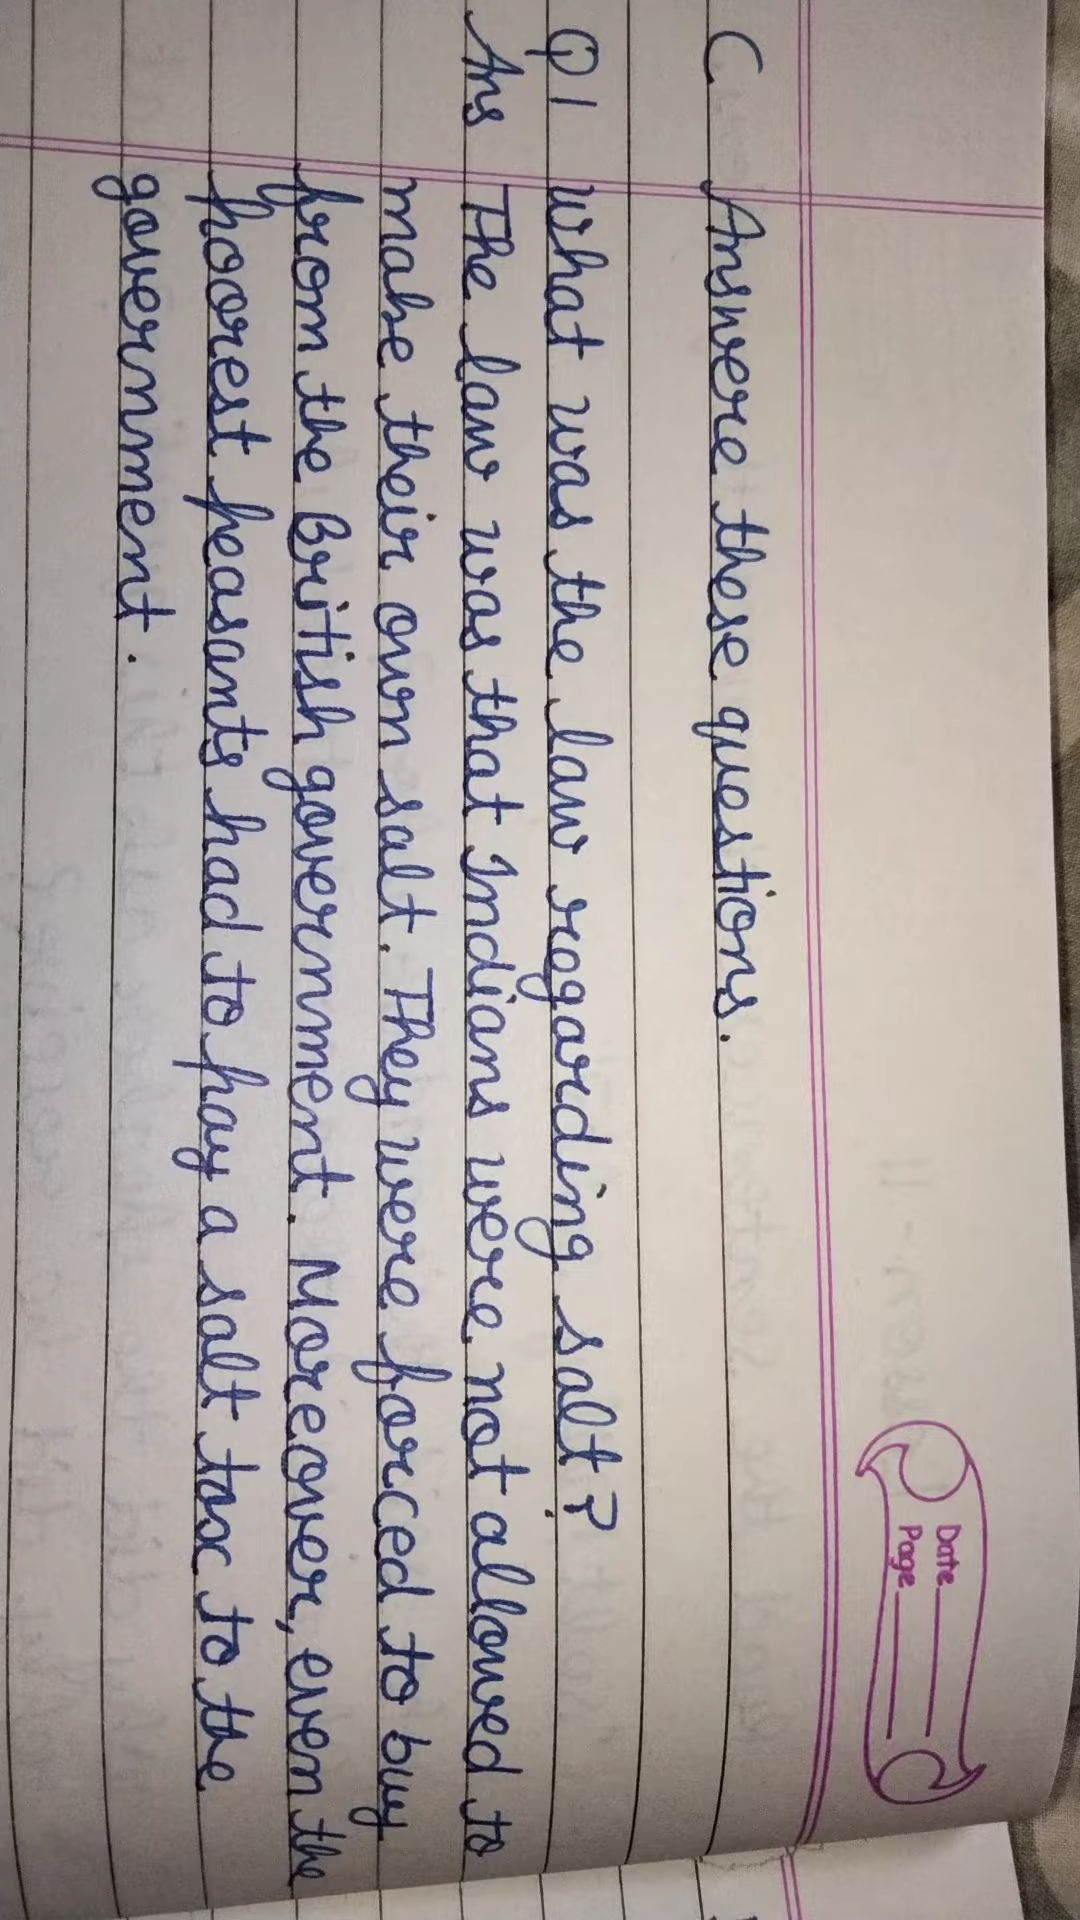 Date
Page
C. Answere these questions.
Q1 What was the law regarding salt?
Ans The law was that Indians were not allowed to
make their own salt. They were forced to buy
from the British government. Moreover, even the
poorest peasants had to pay a salt tax to the
government.